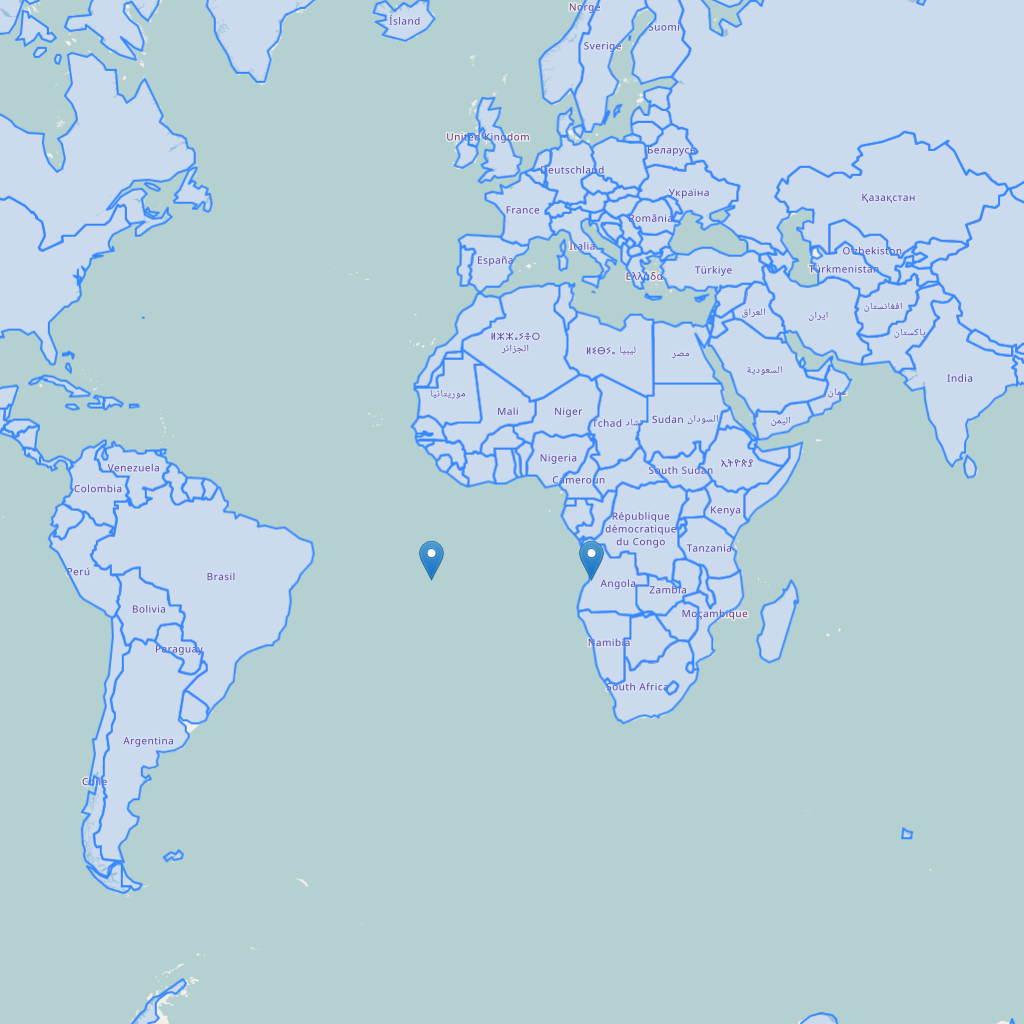 Norge
Ísland
Suomi
Sverige
United Kingdom
Беларусь
Deutschland
Україна
Қазақстан
France
România
Italia
Oʻzbekiston
España
Türkiye
Türkmenistan
Ελλάδα
افغانستان
العراق
ایران
پاکستان
ⵍⵣⵣⴰⵢⵔ
الجزائر
ⵍⵉⴱⵢⴰ ليبيا
مصر
السعودية
India
موريتانيا
عمان
Mali
Niger
Tchad تشاد
Sudan السودان
اليمن
Nigeria
Venezuela
South Sudan
ኢትዮጵያ
Cameroun
Colombia
Kenya
République
démocratique
du Congo
Tanzania
Perú
Brasil
Angola
Zambia
Bolivia
Moçambique
Namibia
Paraguay
South Africa
Argentina
Chile